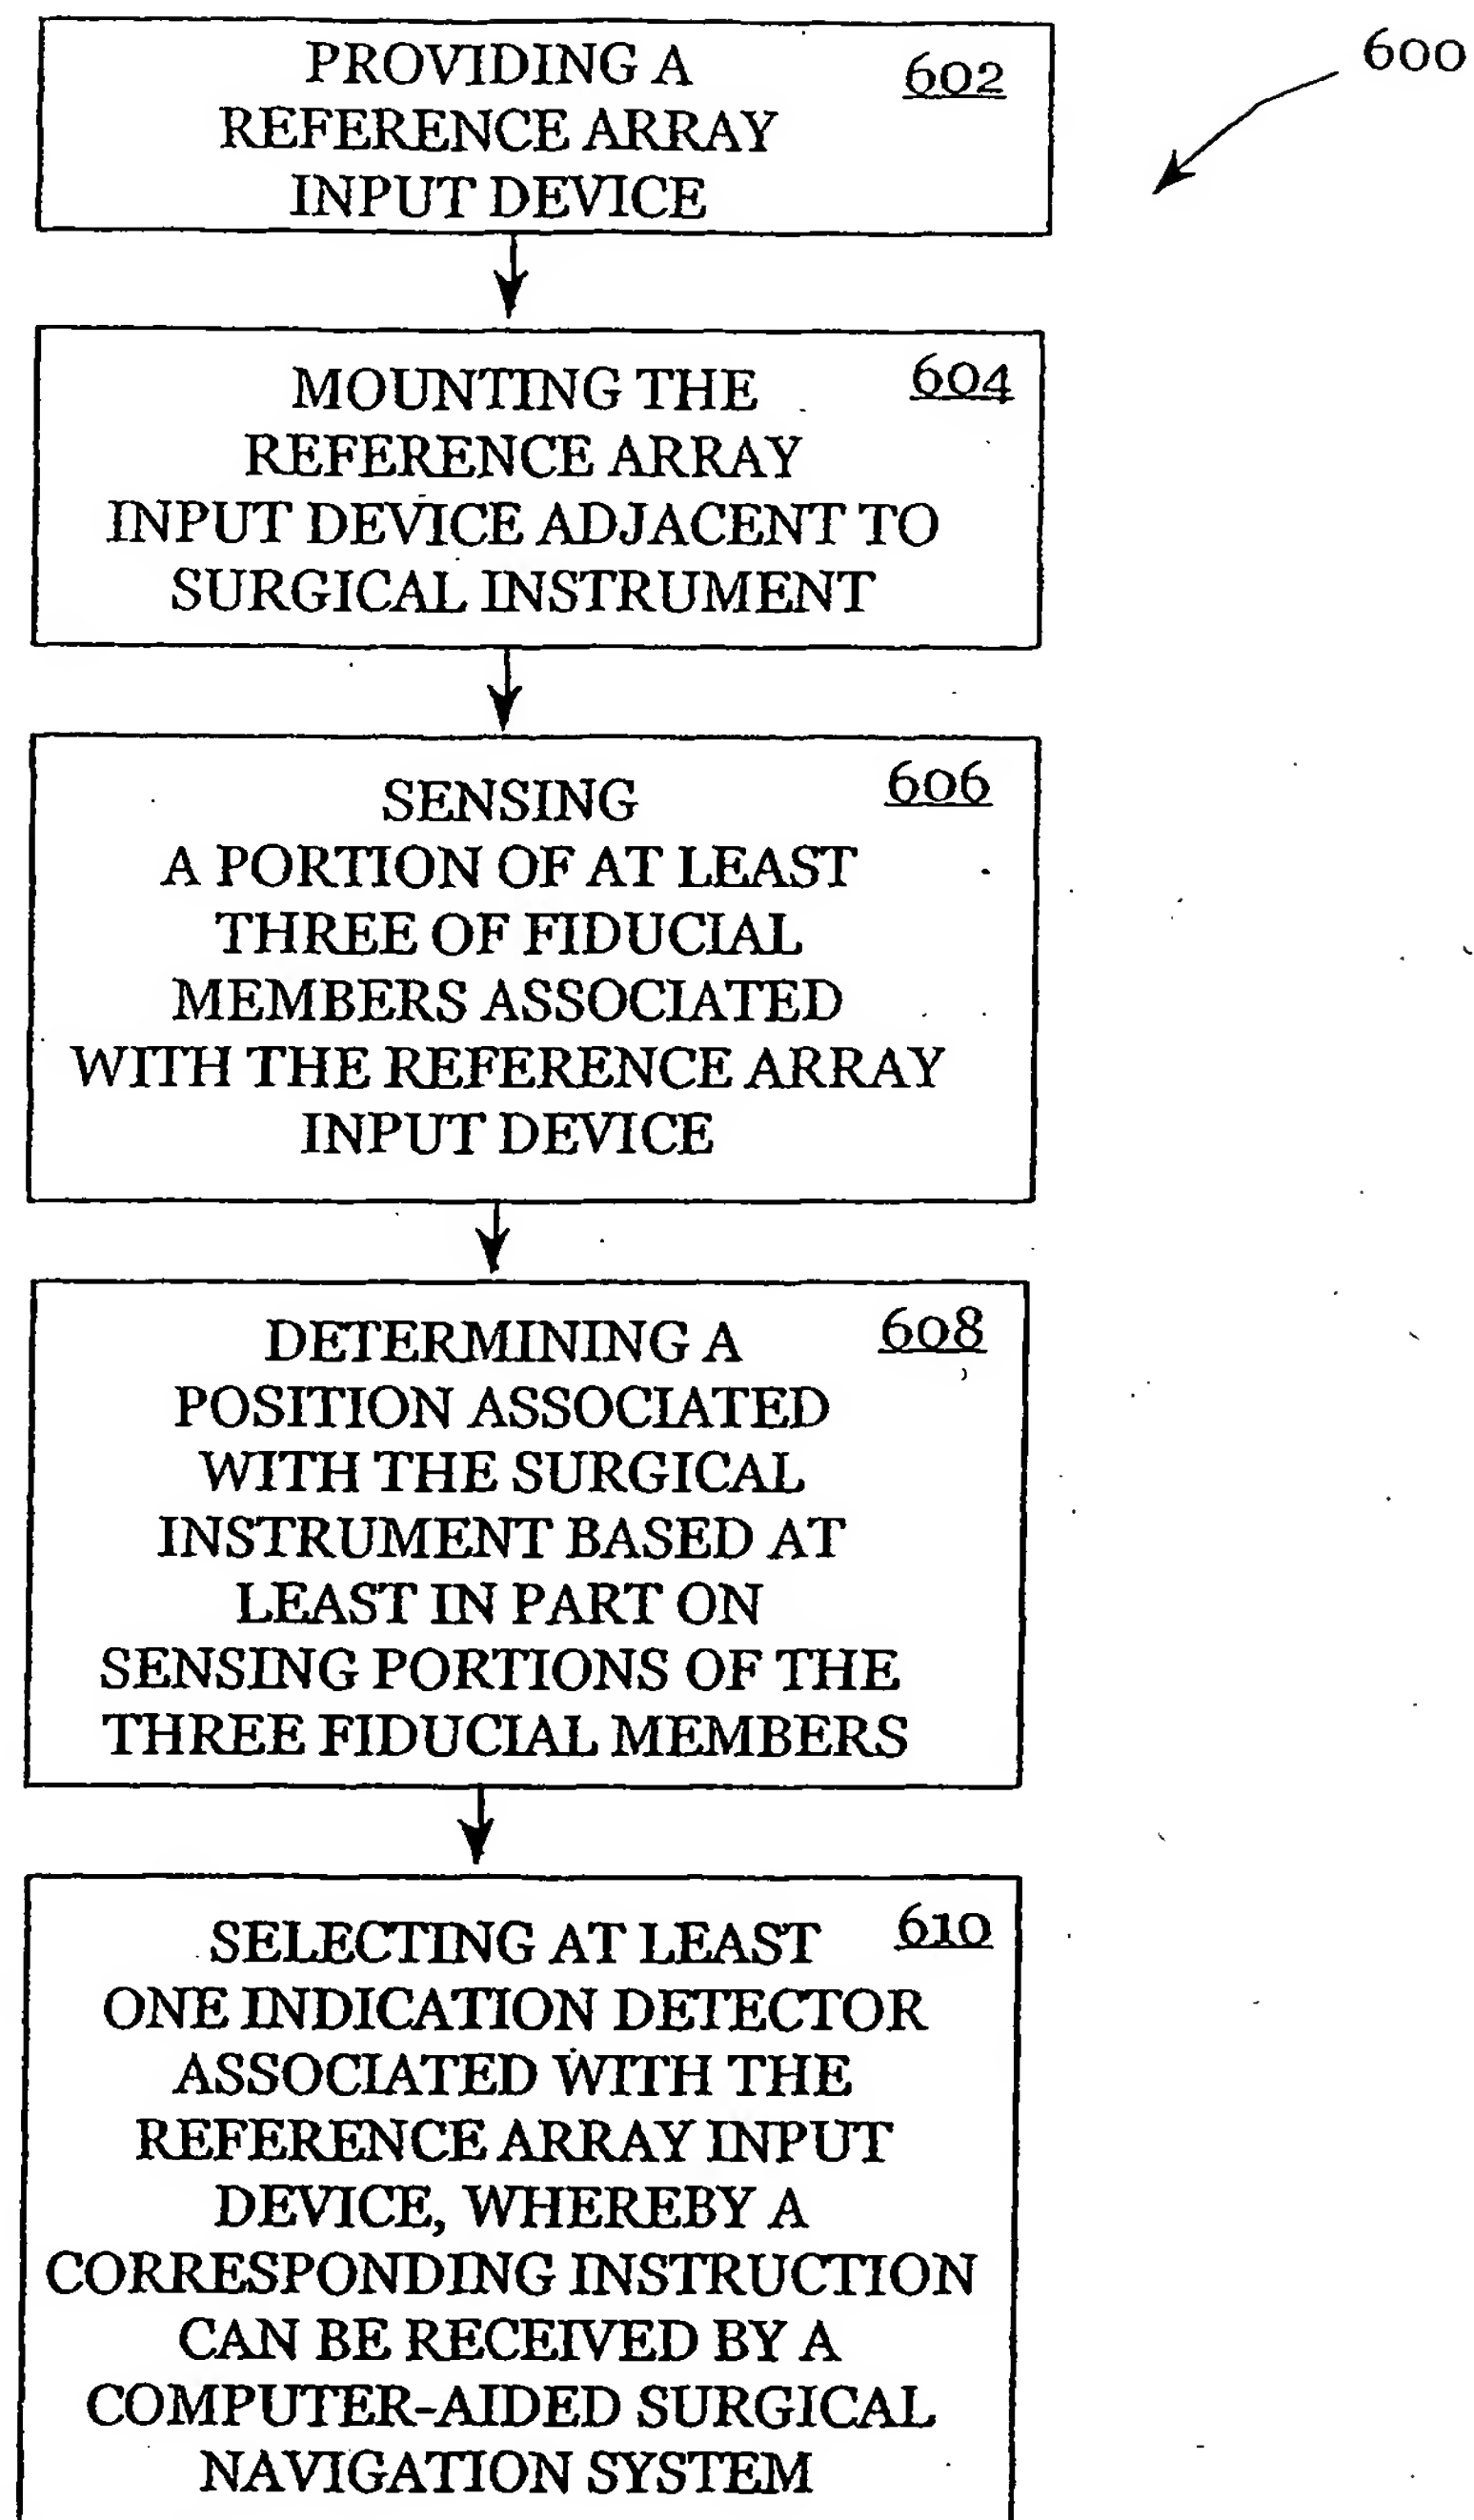 600
PROVIDING A 602
REFERENCE ARRAY
INPUT DEVICE
MOUNTING THE 604
REFERENCE ARRAY
INPUT DEVICE ADJACENT TO
SURGICAL INSTRUMENT
SENSING 606
A PORTION OF AT LEAST
THREE OF FIDUCIAL
MEMBERS ASSOCIATED
WITH THE REFERENCE ARRAY
INPUT DEVICE
DETERMINING A 608
POSITION ASSOCIATED
WITH THE SURGICAL
INSTRUMENT BASED AT
LEAST IN PART ON
SENSING PORTIONS OF THE
THREE FIDUCIAL MEMBERS
SELECTING AT LEAST 610
ONE INDICATION DETECTOR
ASSOCIATED WITH THE
REFERENCE ARRAY INPUT
DEVICE, WHEREBY A
CORRESPONDING INSTRUCTION
CAN BE RECEIVED BY A
COMPUTER-AIDED SURGICAL
NAVIGATION SYSTEM